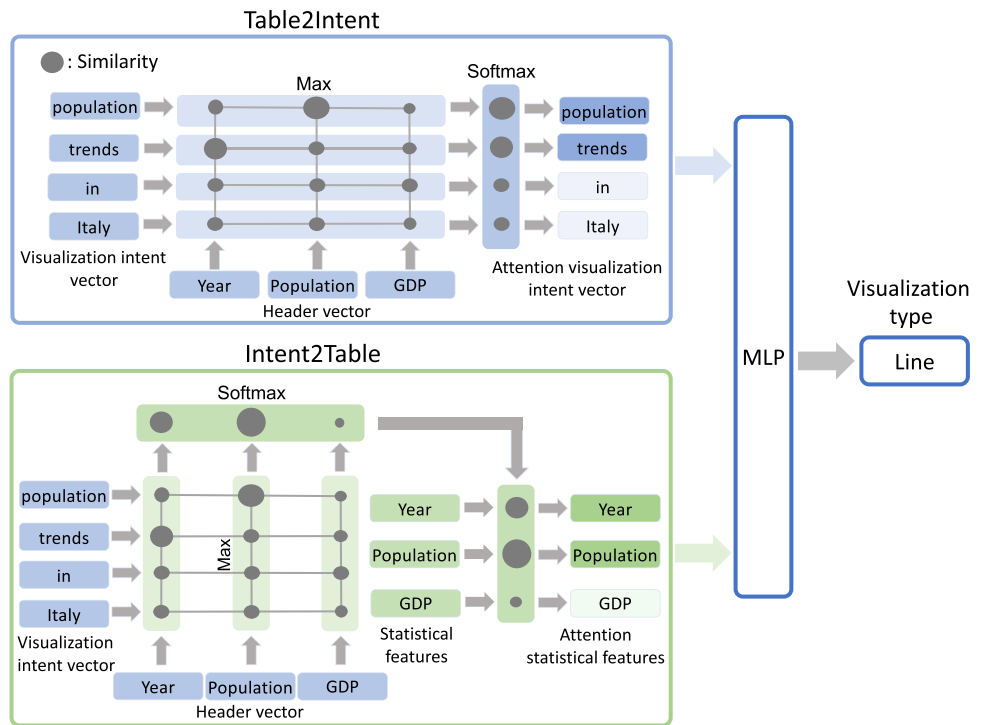 Table2Intent
: Similarity
Max
Softmax
population
trends
in
Italy
population
trends
in
Italy
Visualization intent
vector
Year
Population
GDP
Header vector
Attention visualization
intent vector
Intent2Table
Softmax
population
trends
in
Italy
Max
Visualization
intent vector
Year
Population
GDP
Header vector
Year
Population
GDP
Statistical
features
Year
Population
GDP
Attention
statistical features
MLP
Visualization
type
Line